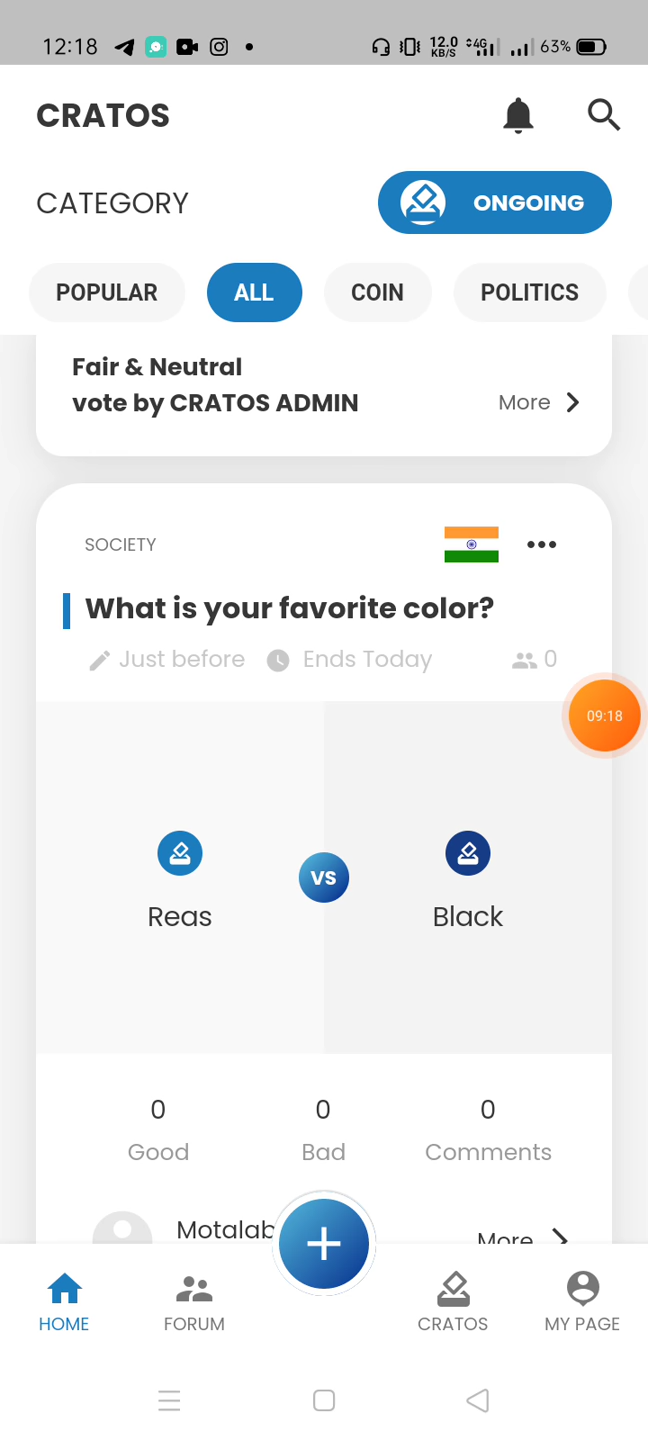 12:18 12.0 KB/S 4G 63%
CRATOS
CATEGORY ONGOING
POPULAR ALL COIN POLITICS
Fair & Neutral
vote by CRATOS ADMIN More
SOCIETY
What is your favorite color?
Just before Ends Today 0
09:18
VS
Reas Black
0 0 0
Good Bad Comments
Motalab More
HOME FORUM CRATOS MY PAGE